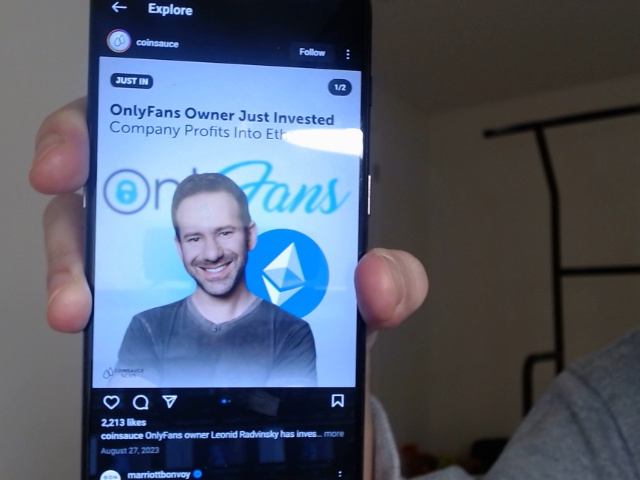 Explore
coinsauce
Follow
JUST IN
1/2
OnlyFans Owner Just Invested
Company Profits Into Eth
OnlyFans
COINSAUCE
2,213 likes
coinsauce OnlyFans owner Leonid Radvinsky has inves... more
August 27, 2023
marriottbonvoy